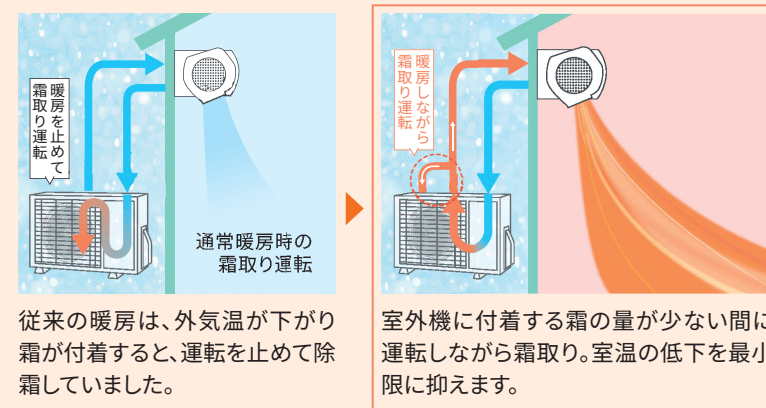 暖房を止めて
霜取り運転
通常暖房時の
霜取り運転
従来の暖房は、外気温が下がり
霜が付着すると、運転を止めて除
霜していました。
暖房しながら
霜取り運転
室外機に付着する霜の量が少ない間に
運転しながら霜取り。室温の低下を最小
限に抑えます。